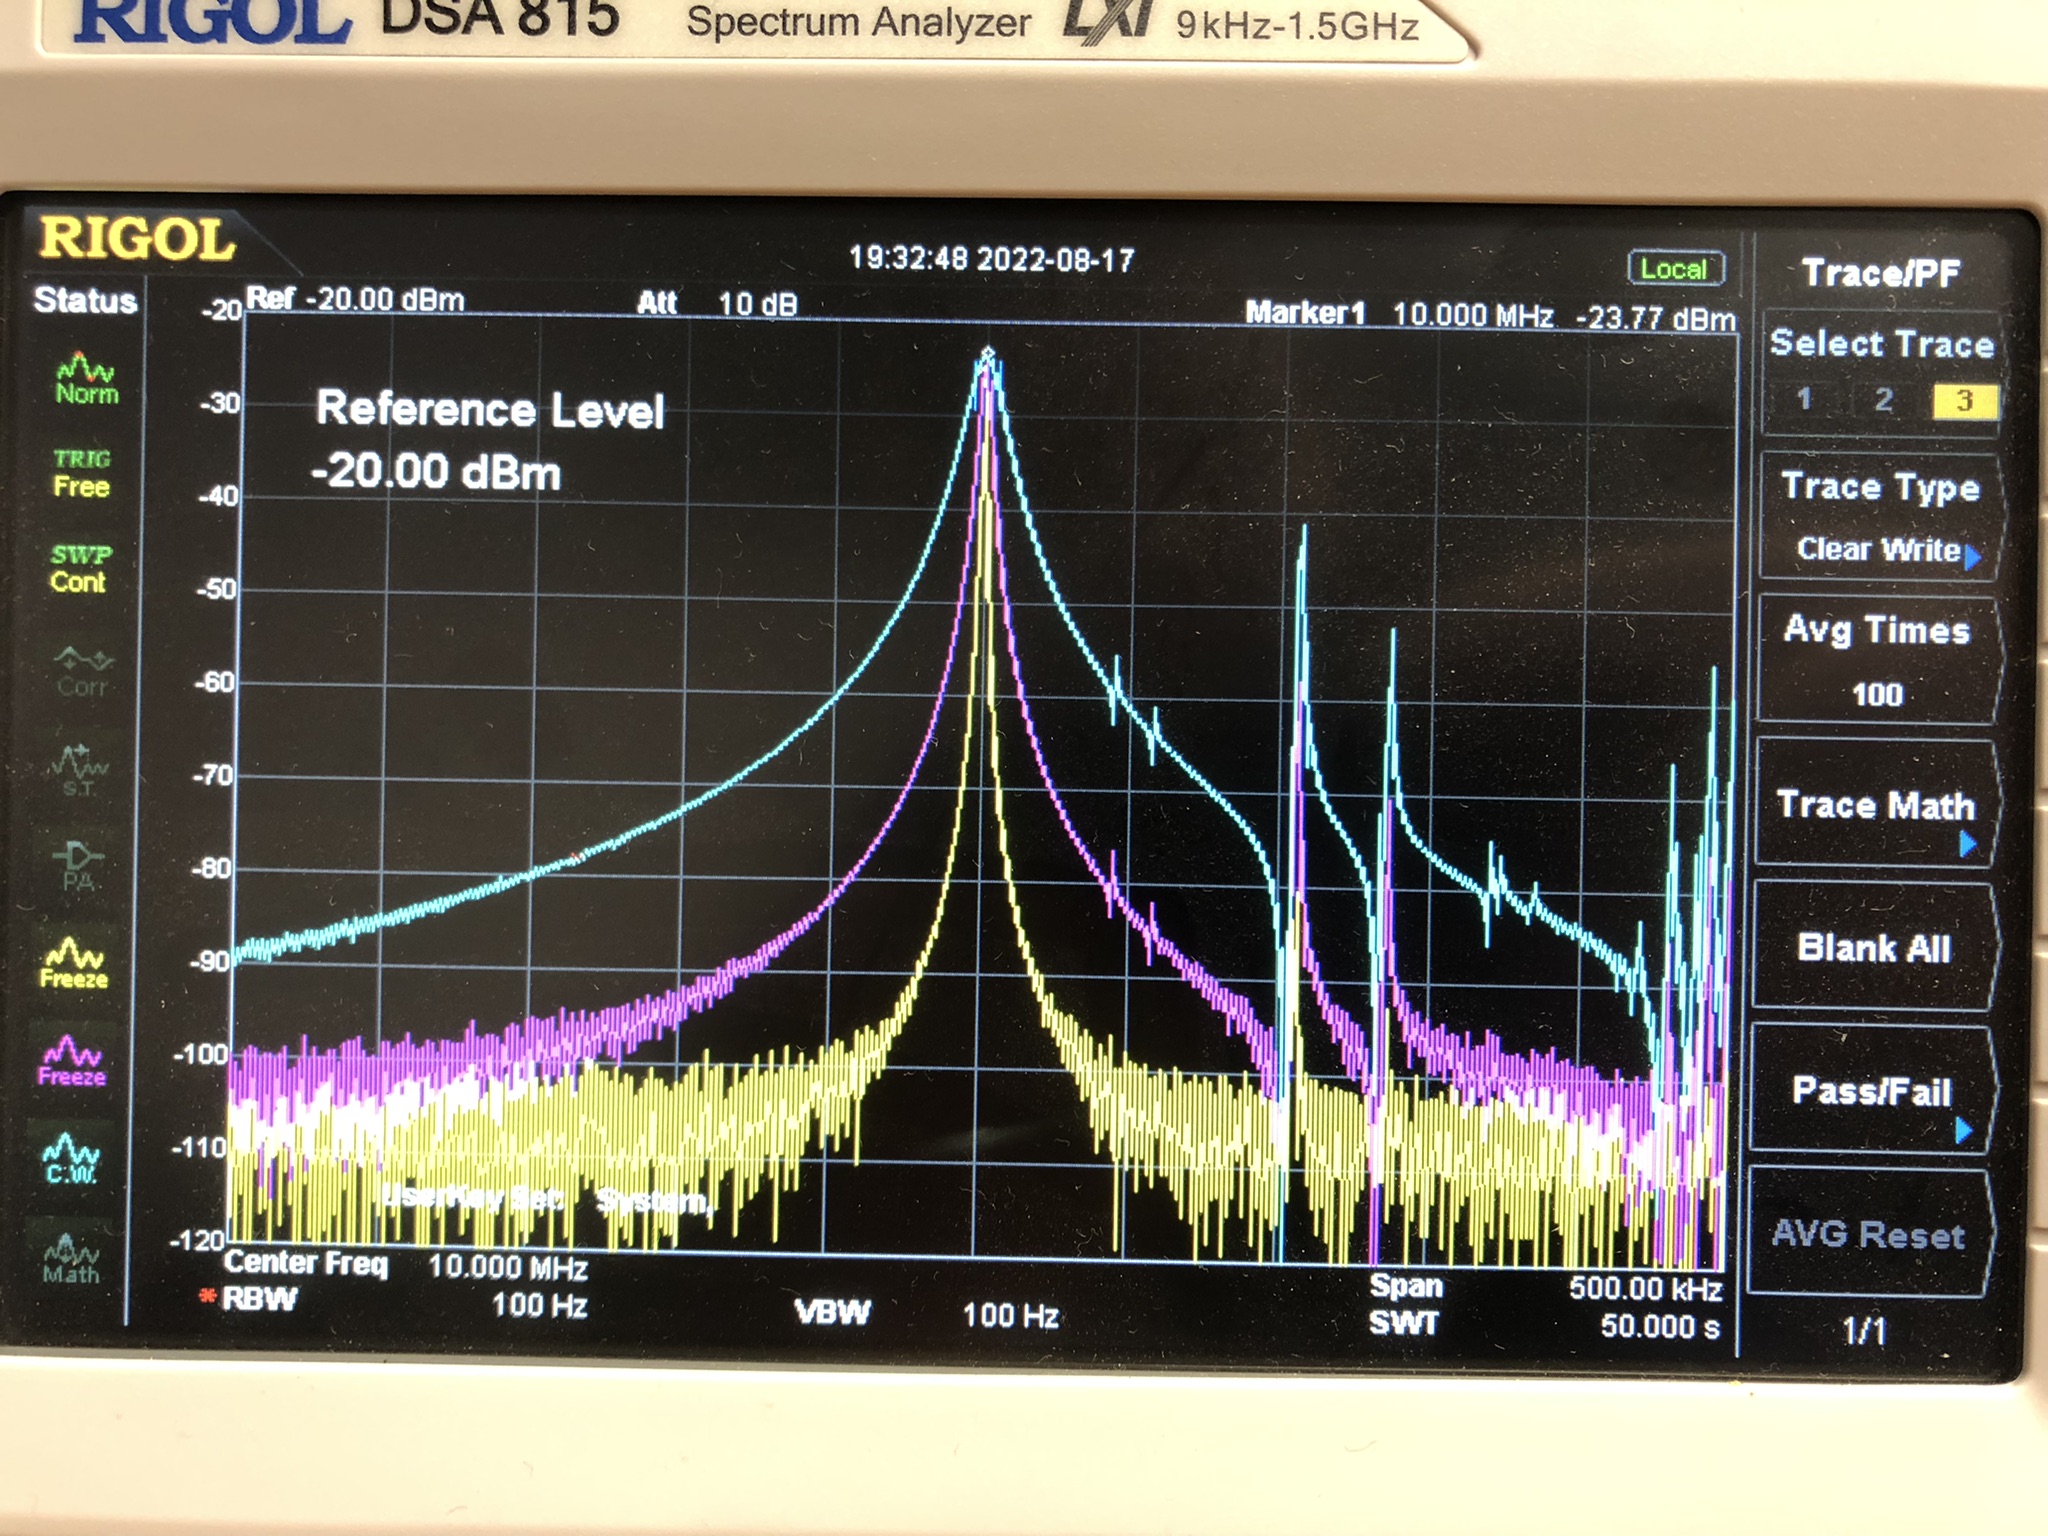 RIGOL DSA 815 Spectrum Analyzer LXI 9kHz-1.5GHz
RIGOL
19:32:48 2022-08-17
Local
Trace/PF
Status
Ref -20.00 dBm Att 10 dB Marker1 10.000 MHz -23.77 dBm
Select Trace
1 2 3
Trace Type
Clear Write
Avg Times
100
Trace Math
Blank All
Pass/Fail
AVG Reset
1/1
Norm
TRIG
Free
SWP
Cont
Corr
S.T.
PA
Freeze
Freeze
C.W.
Math
-20
-30
-40
-50
-60
-70
-80
-90
-100
-110
-120
Reference Level
-20.00 dBm
UserKey Set: System,
Center Freq 10.000 MHz
*RBW 100 Hz
VBW 100 Hz
Span 500.00 kHz
SWT 50.000 s